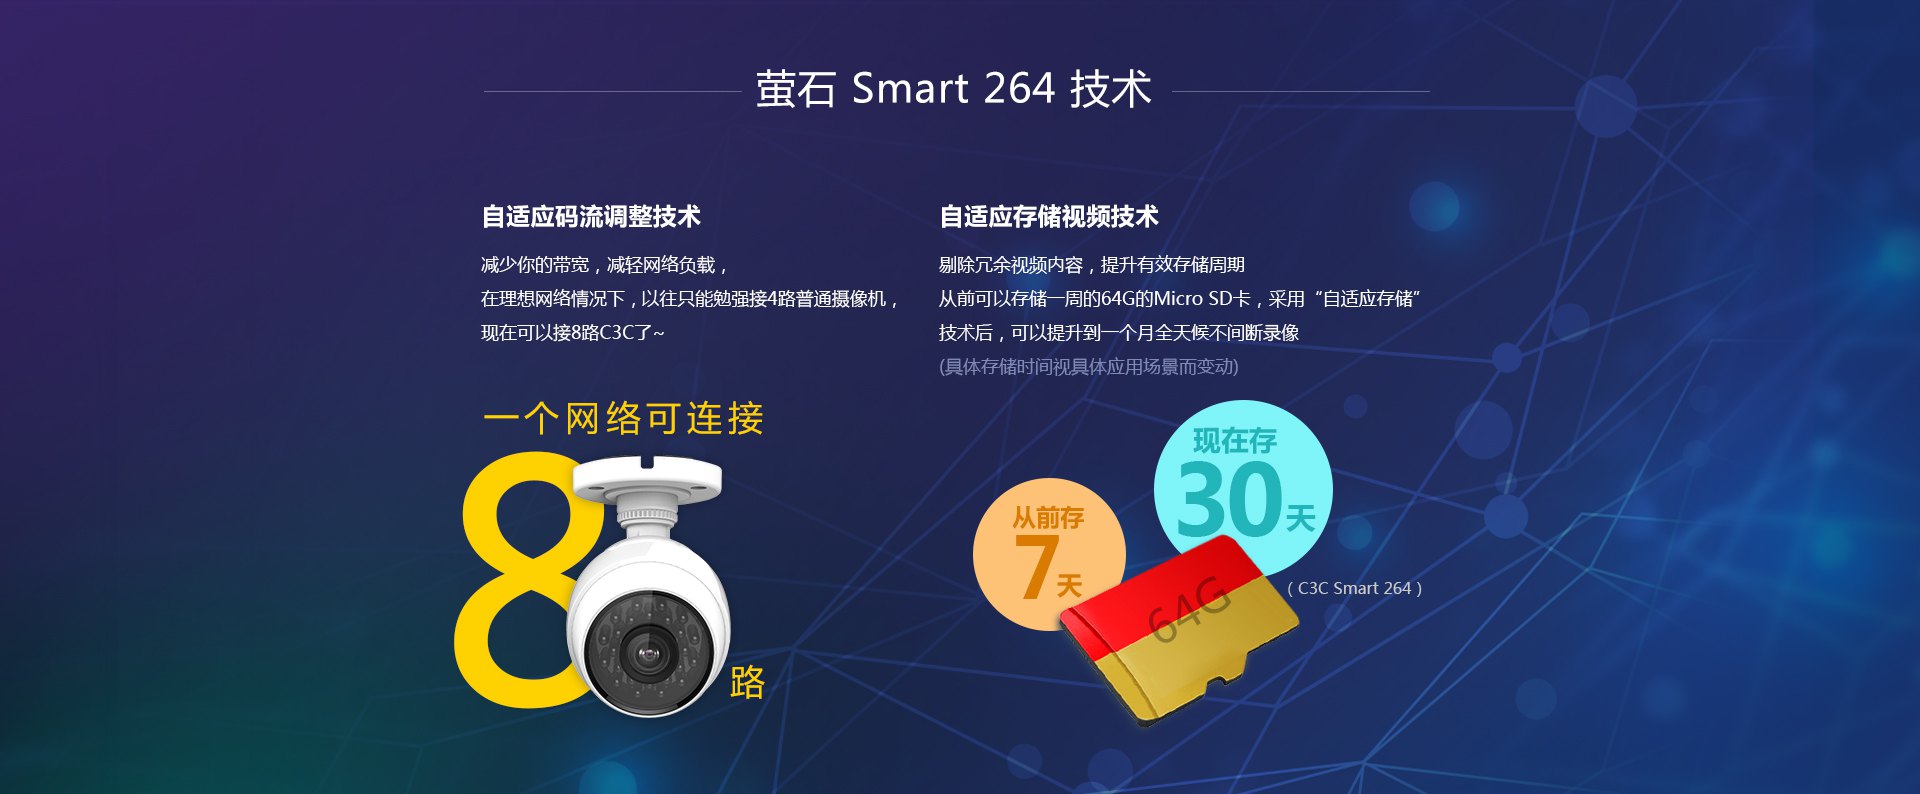 萤石 Smart 264 技术
自适应码流调整技术
减少你的带宽，减轻网络负载，
在理想网络情况下，以往只能勉强接4路普通摄像机，
现在可以接8路C3C了~
一个网络可连接
8
路
自适应存储视频技术
剔除冗余视频内容，提升有效存储周期
从前可以存储一周的64G的Micro SD卡，采用“自适应存储”
技术后，可以提升到一个月全天候不间断录像
(具体存储时间视具体应用场景而变动)
从前存
7天
现在存
30天
64G
（C3C Smart 264）